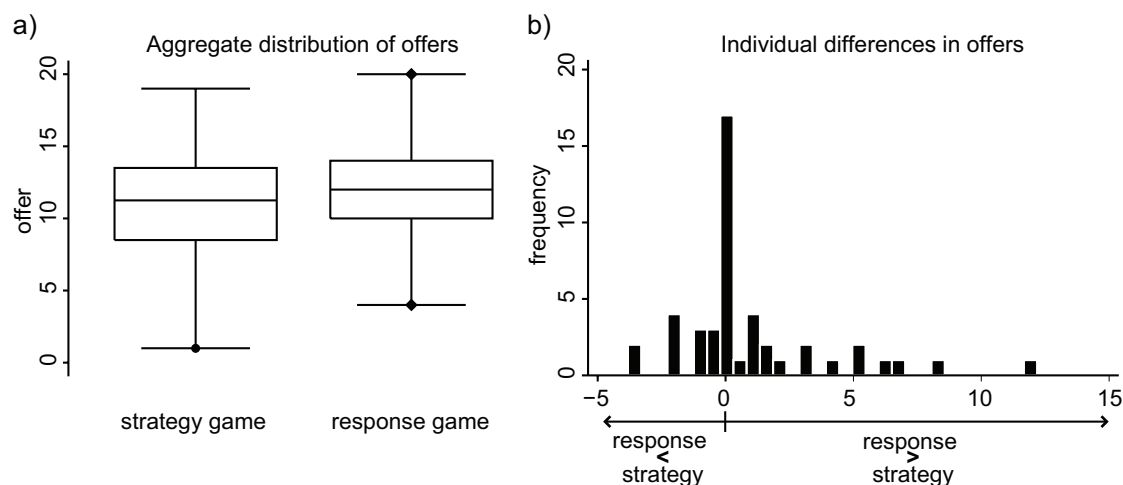 a)
Aggregate distribution of offers
20
15
10
5
0
offer
strategy game
response game
b)
Individual differences in offers
20
15
10
5
0
frequency
−5
0
5
10
15
response
<
strategy
response
>
strategy